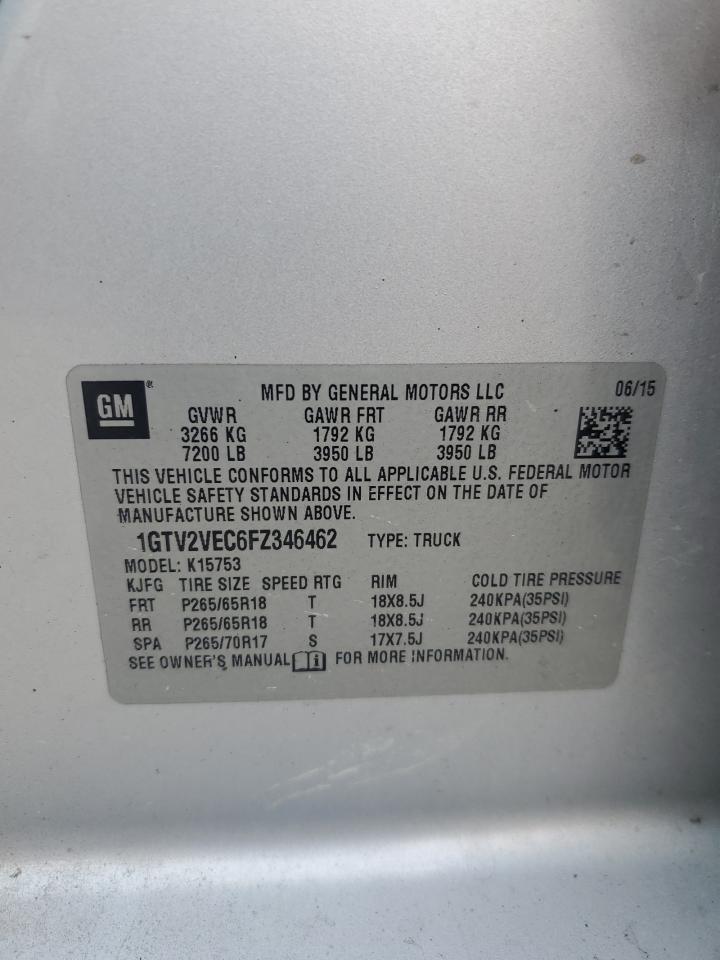 GM® MFD BY GENERAL MOTORS LLC 06/15
GVWR GAWR FRT GAWR RR
3266 KG 1792 KG 1792 KG
7200 LB 3950 LB 3950 LB
THIS VEHICLE CONFORMS TO ALL APPLICABLE U.S. FEDERAL MOTOR
VEHICLE SAFETY STANDARDS IN EFFECT ON THE DATE OF
MANUFACTURE SHOWN ABOVE.
1GTV2VEC6FZ346462 TYPE: TRUCK
MODEL: K15753
KJFG TIRE SIZE SPEED RTG RIM COLD TIRE PRESSURE
FRT P265/65R18 T 18X8.5J 240KPA(35PSI)
RR P265/65R18 T 18X8.5J 240KPA(35PSI)
SPA P265/70R17 S 17X7.5J 240KPA(35PSI)
SEE OWNER'S MANUAL FOR MORE INFORMATION.